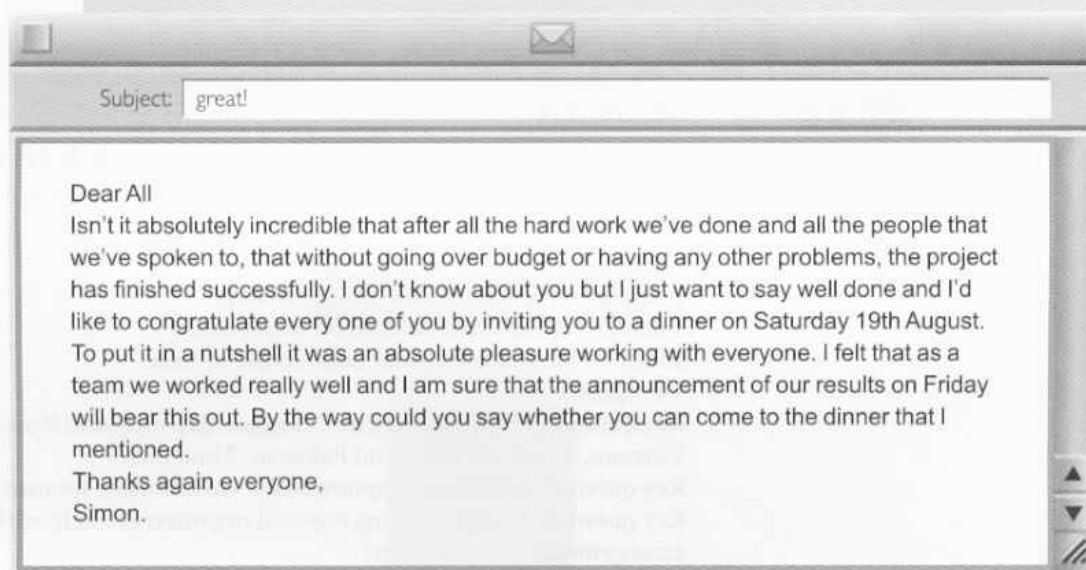 Subject: great!
Dear All
Isn't it absolutely incredible that after all the hard work we've done and all the people that
we've spoken to, that without going over budget or having any other problems, the project
has finished successfully. I don't know about you but I just want to say well done and I'd
like to congratulate every one of you by inviting you to a dinner on Saturday 19th August.
To put it in a nutshell it was an absolute pleasure working with everyone. I felt that as a
team we worked really well and I am sure that the announcement of our results on Friday
will bear this out. By the way could you say whether you can come to the dinner that I
mentioned.
Thanks again everyone,
Simon.